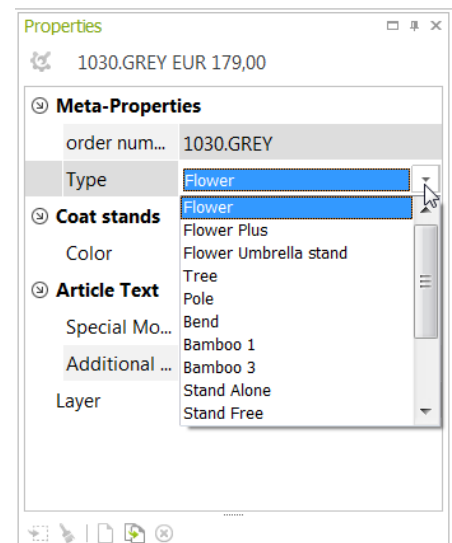 Properties
1030.GREY EUR 179,00
Meta-Properties
order num... 1030.GREY
Type Flower
Flower
Coat stands
Flower Plus
Flower Umbrella stand
Color
Tree
Article Text
Pole
Special Mo...
Bend
Bamboo 1
Additional ...
Bamboo 3
Layer
Stand Alone
Stand Free